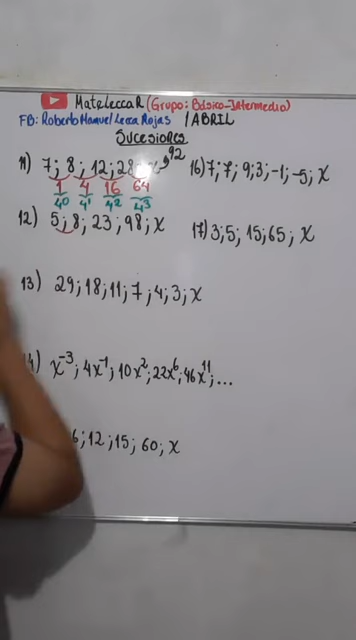 MateLeccaR (Grupo: Básico-Intermedio)
FB: Roberto Manuel Lecca Rojas / ABRIL
Sucesiones
11) 7; 8; 12; 28; x 92
1 4 16 64
4⁰ 4¹ 4² 4³
12) 5; 8; 23; 98; x
13) 29; 18; 11; 7; 4; 3; x
4) x⁻³; 4x⁻¹; 10x²; 22x⁶; 46x¹¹; ...
6; 12; 15; 60; x
16) 7; 7; 9; 3; -1; -5; x
17) 3; 5; 15; 65; x